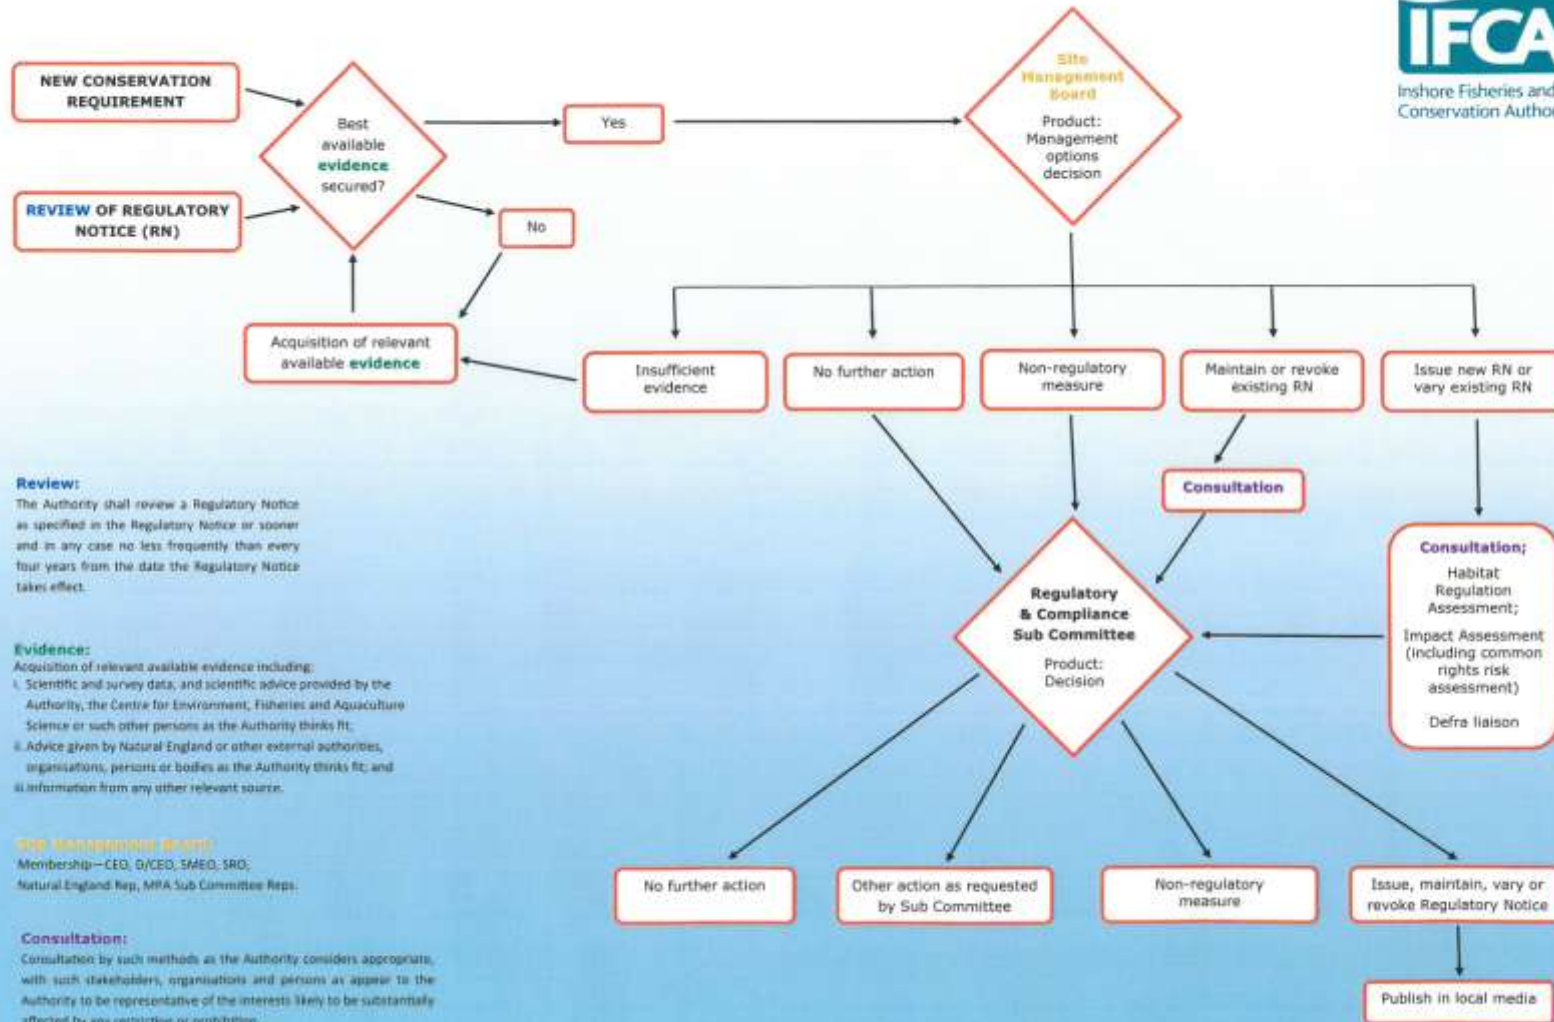 IFCA
Inshore Fisheries and
Conservation
NEW CONSERVATION
REQUIREMENT
REVIEW OF REGULATORY
NOTICE (RN)
Best
available
evidence
secured?
Yes
No
Acquisition of relevant
available evidence
Site
Management
Board
Product:
Management
options
decision
Insufficient
evidence
No further action
Non-regulatory
measure
Maintain or revoke
existing RN
Issue new RN or
vary existing RN
Consultation
Consultation;
Habitat
Regulation
Assessment;
Impact Assessment
(including common
rights risk
assessment)
Defra liaison
Regulatory
& Compliance
Sub Committee
Product:
Decision
No further action
Other action as requested
by Sub Committee
Non-regulatory
measure
Issue, maintain, vary or
revoke Regulatory Notice
Publish in local media
Review:
The Authority shall review a Regulatory Notice
as specified in the Regulatory Notice or sooner
and in any case no less frequently than every
four years from the date the Regulatory Notice
takes effect.
Evidence:
Acquisition of relevant available evidence including:
i. Scientific and survey data, and scientific advice provided by the
Authority, the Centre for Environment, Fisheries and Aquaculture
Science or such other persons as the Authority thinks fit;
ii. Advice given by Natural England or other external authorities,
organisations, persons or bodies as the Authority thinks fit; and
iii. Information from any other relevant source.
Site Management Board:
Membership—CEO, D/CEO, SMEO, SRO,
Natural England Rep, MPA Sub Committee Reps.
Consultation:
Consultation by such methods as the Authority considers appropriate,
with such stakeholders, organisations and persons as appear to the
Authority to be representative of the interests likely to be substantially
affected by any restriction or prohibition